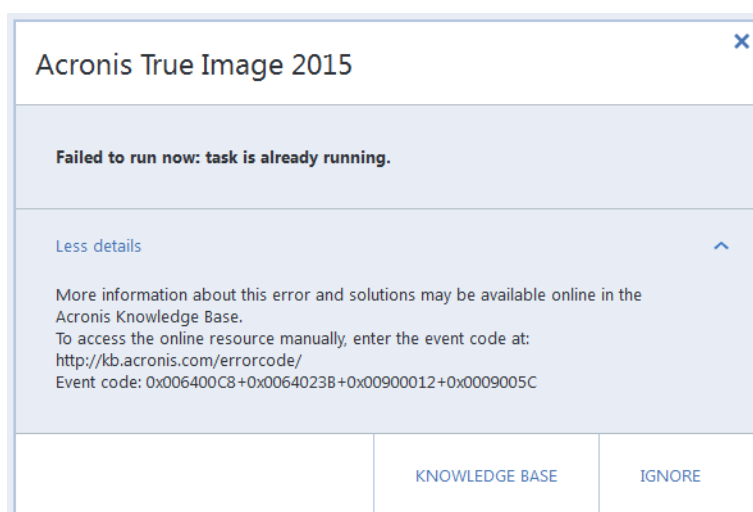 Acronis True Image 2015
Failed to run now: task is already running.
Less details
More information about this error and solutions may be available online in the
Acronis Knowledge Base.
To access the online resource manually, enter the event code at:
http://kb.acronis.com/errorcode/
Event code: 0x006400C8+0x0064023B+0x00900012+0x0009005C
KNOWLEDGE BASE
IGNORE